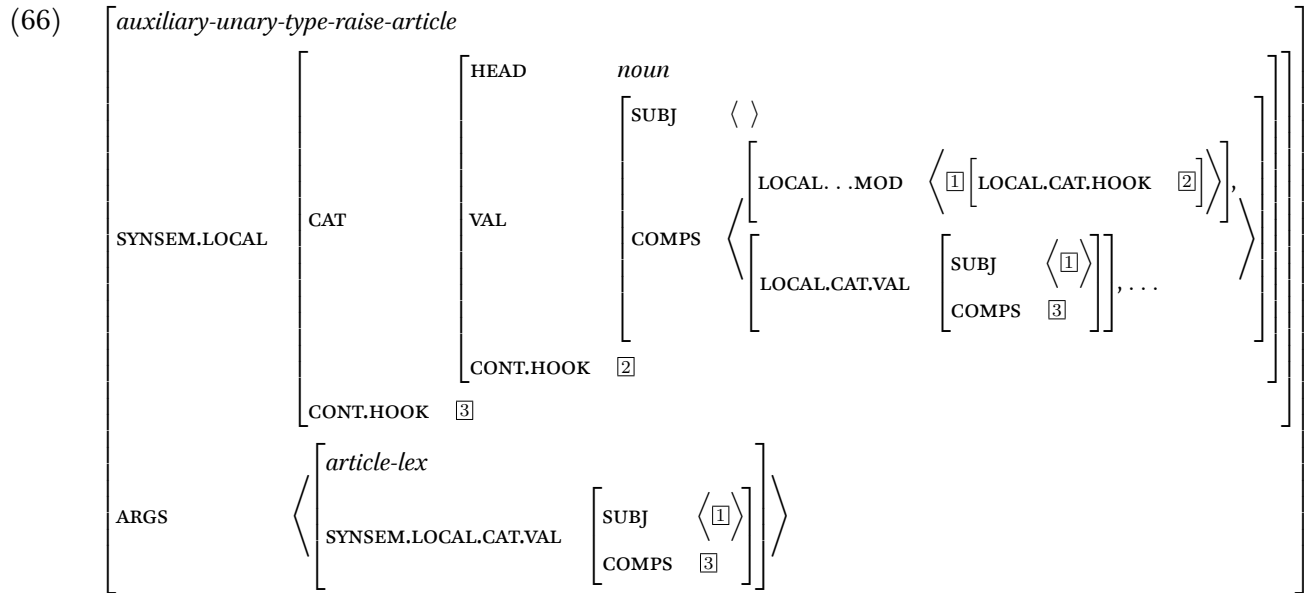 (66)
auxiliary-unary-type-raise-article
HEAD noun
SUBJ ⟨ ⟩
LOCAL. . .MOD ⟨ 1 [LOCAL.CAT.HOOK 2] ⟩ ,
SYNSEM.LOCAL CAT VAL COMPS
SUBJ ⟨ 1 ⟩
LOCAL.CAT.VAL , . . .
COMPS 3
CONT.HOOK 2
CONT.HOOK 3
article-lex
ARGS SUBJ ⟨ 1 ⟩
SYNSEM.LOCAL.CAT.VAL
COMPS 3